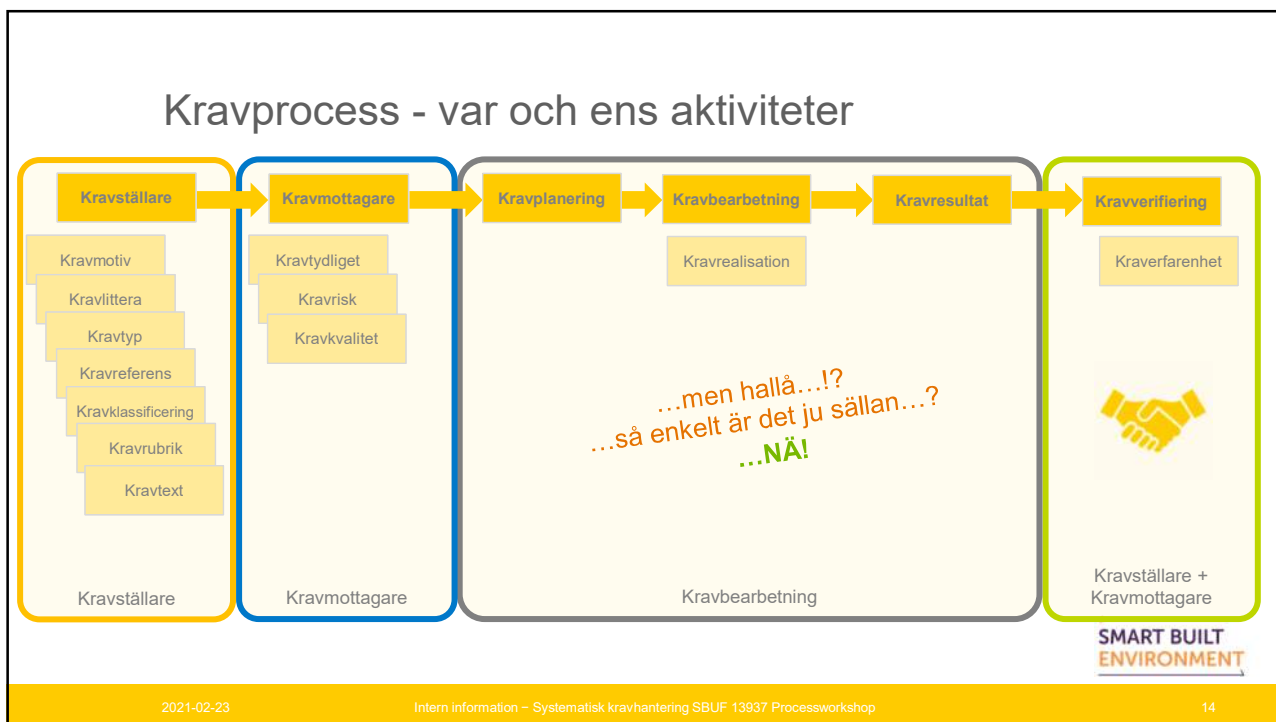 Kravprocess - var och ens aktiviteter
Kravställare
Kravmottagare
Kravplanering
Kravbearbetning
Kravresultat
Kravverifiering
Kravmotiv
Kravlittera
Kravtyp
Kravreferens
Kravklassificering
Kravrubrik
Kravtext
Kravtydliget
Kravrisk
Kravkvalitet
Kravrealisation
Kraverfarenhet
…men hallå…!?
…så enkelt är det ju sällan…?
…NÄ!
Kravställare
Kravmottagare
Kravbearbetning
Kravställare +
Kravmottagare
SMART BUILT
ENVIRONMENT
2021-02-23
Intern information − Systematisk kravhantering SBUF 13937 Processworkshop
14